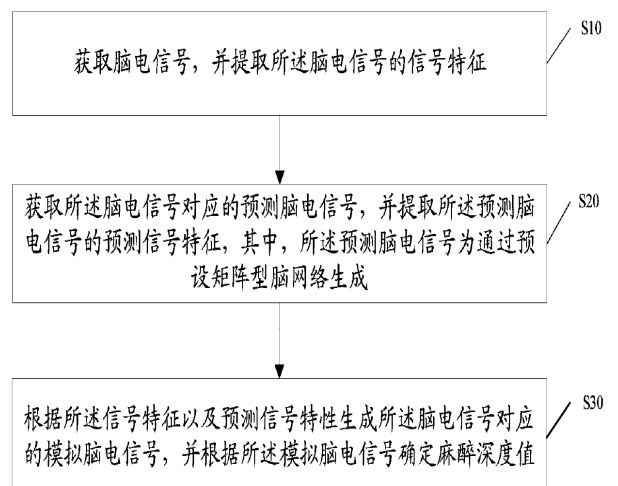 获取脑电信号，并提取所述脑电信号的信号特征
S10
获取所述脑电信号对应的预测脑电信号，并提取所述预测脑
电信号的预测信号特征，其中，所述预测脑电信号为通过预
设矩阵型脑网络生成
S20
根据所述信号特征以及预测信号特性生成所述脑电信号对应
的模拟脑电信号，并根据所述模拟脑电信号确定麻醉深度值
S30